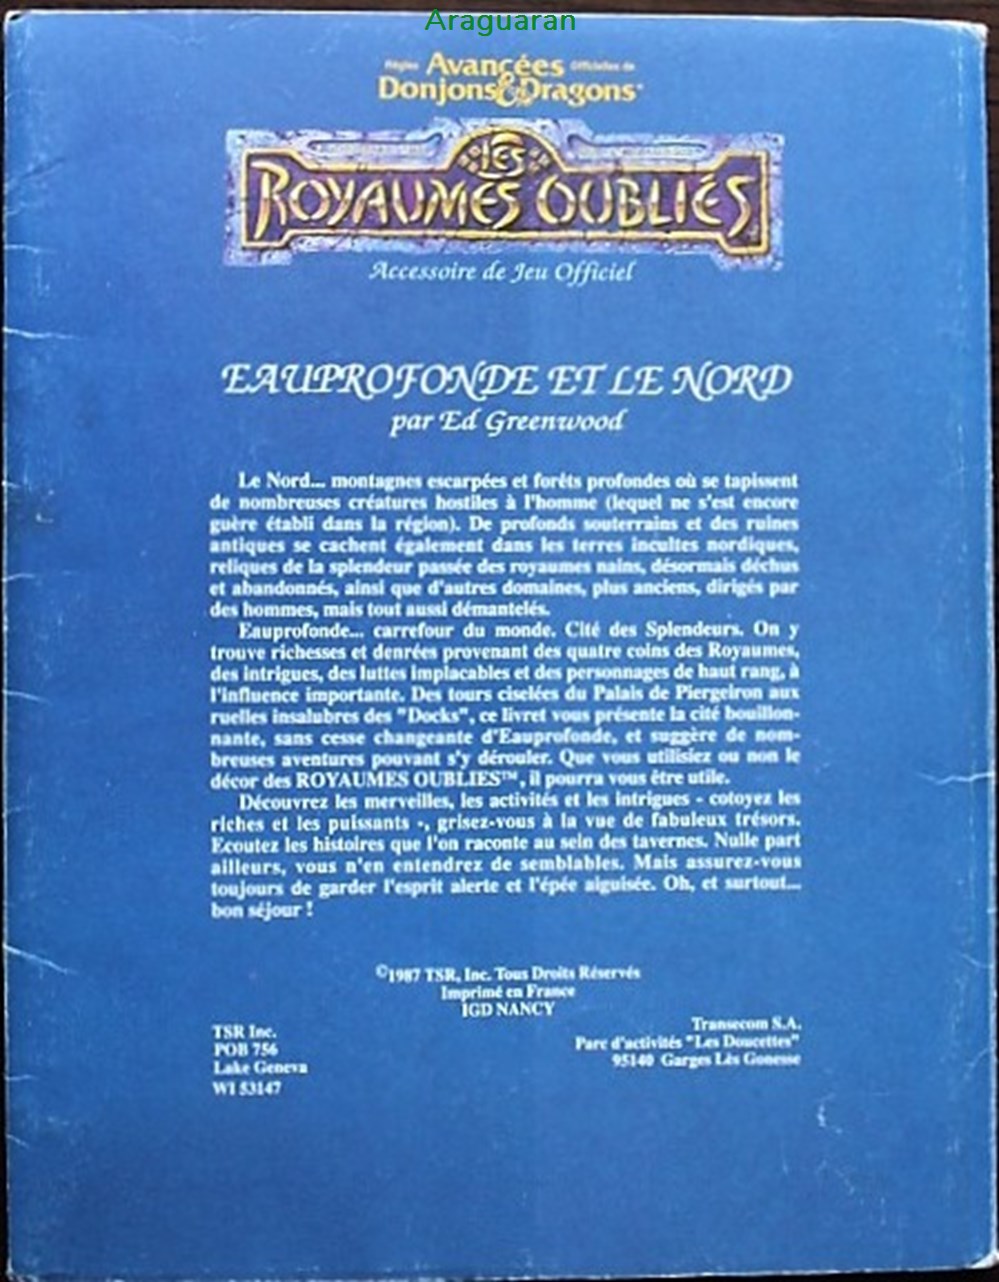 Araguaran
Règles Avancées Officielles de
Donjons & Dragons
LES
ROYAUMES OUBLIÉS
Accessoire de Jeu Officiel
EAUPROFONDE ET LE NORD
par Ed Greenwood
Le Nord... montagnes escarpées et forêts profondes où se tapissent
de nombreuses créatures hostiles à l'homme (lequel ne s'est encore
guère établi dans la région). De profonds souterrains et des ruines
antiques se cachent également dans les terres incultes nordiques,
reliques de la splendeur passée des royaumes nains, désormais déchus
et abandonnés, ainsi que d'autres domaines, plus anciens, dirigés par
des hommes, mais tout aussi démantelés.
Eauprofonde... carrefour du monde. Cité des Splendeurs. On y
trouve richesses et denrées provenant des quatre coins des Royaumes,
des intrigues, des luttes implacables et des personnages de haut rang, à
l'influence importante. Des tours ciselées du Palais de Piergeiron aux
ruelles insalubres des "Docks", ce livret vous présente la cité bouillon-
nante, sans cesse changeante d'Eauprofonde, et suggère de nom-
breuses aventures pouvant s'y dérouler. Que vous utilisiez ou non le
décor des ROYAUMES OUBLIES™, il pourra vous être utile.
Découvrez les merveilles, les activités et les intrigues - cotoyez les
riches et les puissants -, grisez-vous à la vue de fabuleux trésors.
Ecoutez les histoires que l'on raconte au sein des tavernes. Nulle part
ailleurs, vous n'en entendrez de semblables. Mais assurez-vous
toujours de garder l'esprit alerte et l'épée aiguisée. Oh, et surtout...
bon séjour !
©1987 TSR, Inc. Tous Droits Réservés
Imprimé en France
IGD NANCY
TSR Inc.
POB 756
Lake Geneva
WI 53147
Transecom S.A.
Parc d'activités "Les Doucettes"
95140 Garges Lès Gonesse